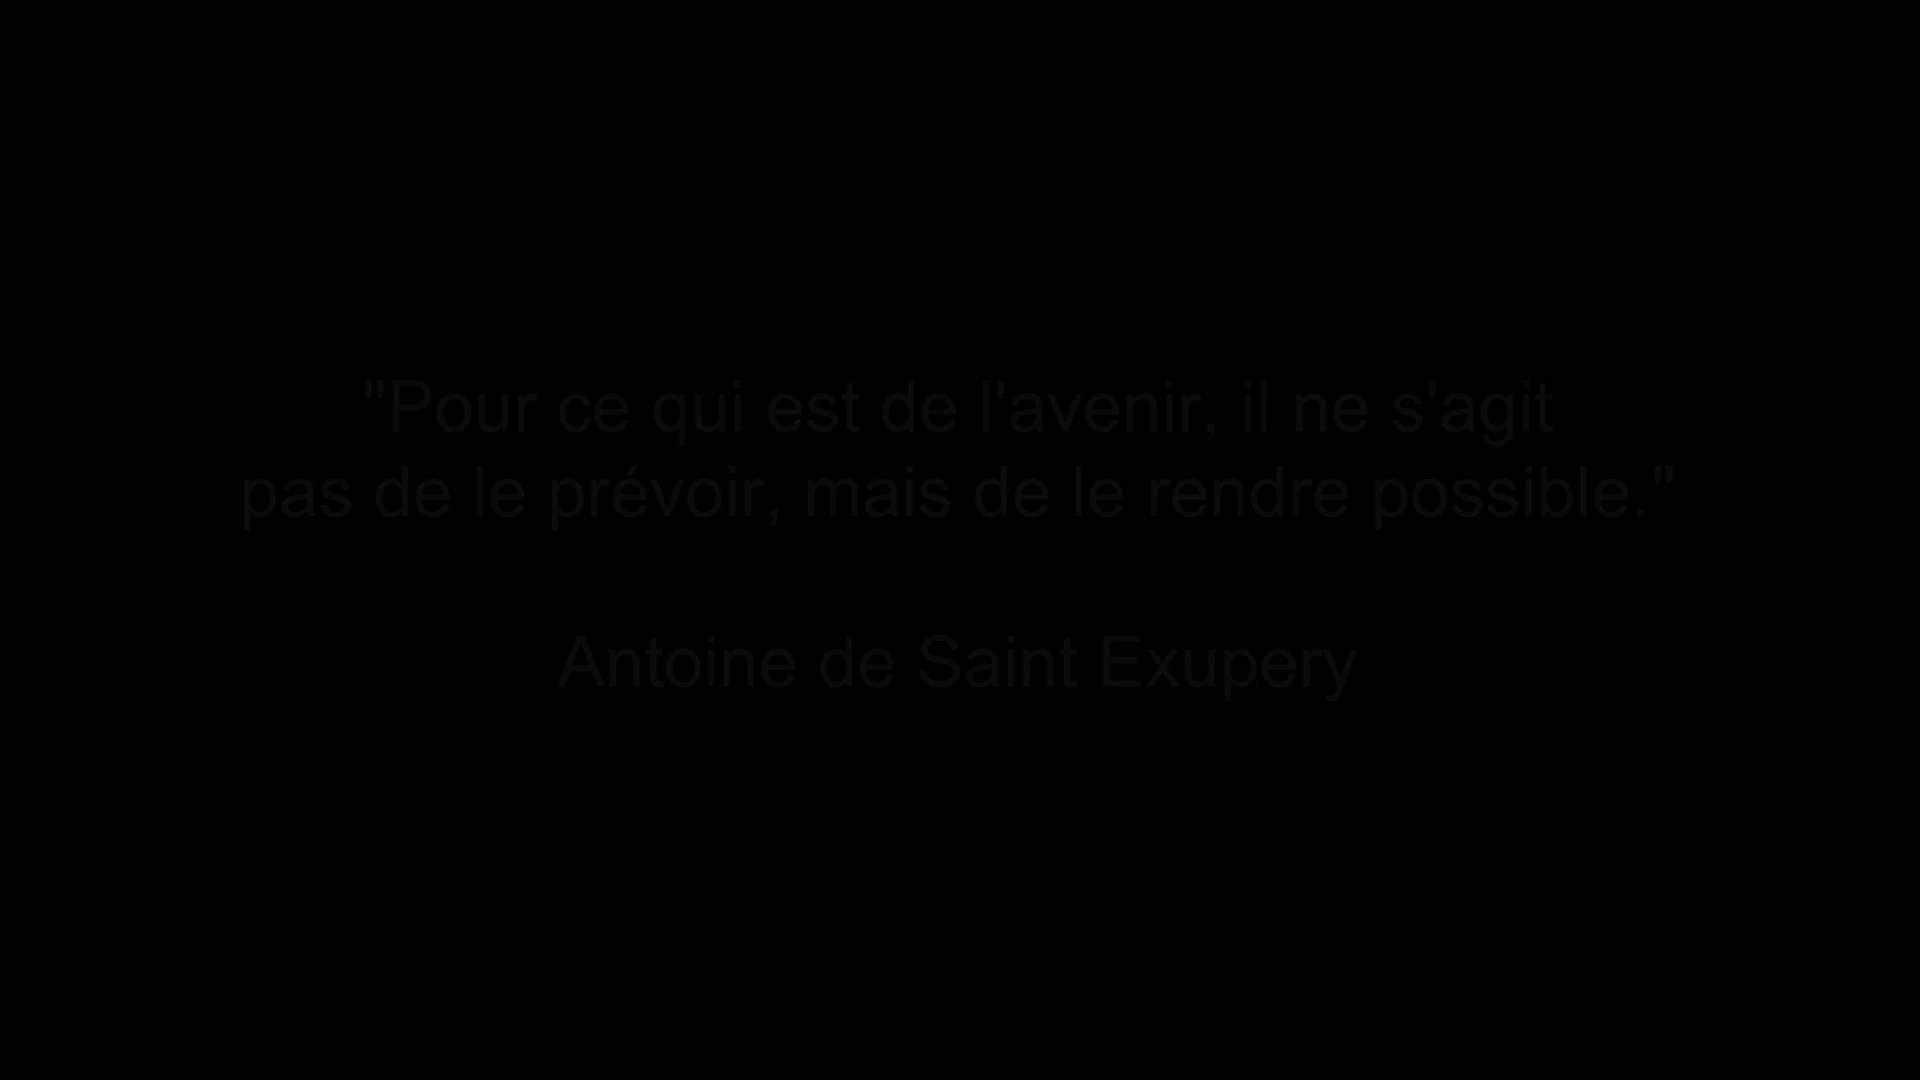 "Pour ce qui est de l'avenir, il ne s'agit
pas de le prévoir, mais de le rendre possible."
Antoine de Saint Exupery